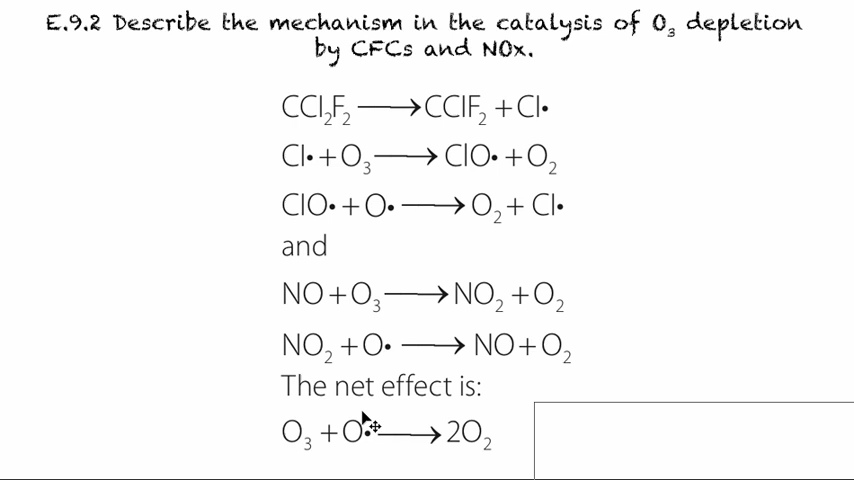 E.9.2 Describe the mechanism in the catalysis of O₃ depletion
by CFCs and NOx.
CCl₂F₂ ⟶ CClF₂ + Cl•
Cl• + O₃ ⟶ ClO• + O₂
ClO• + O• ⟶ O₂ + Cl•
and
NO + O₃ ⟶ NO₂ + O₂
NO₂ + O• ⟶ NO + O₂
The net effect is:
O₃ + O• ⟶ 2O₂